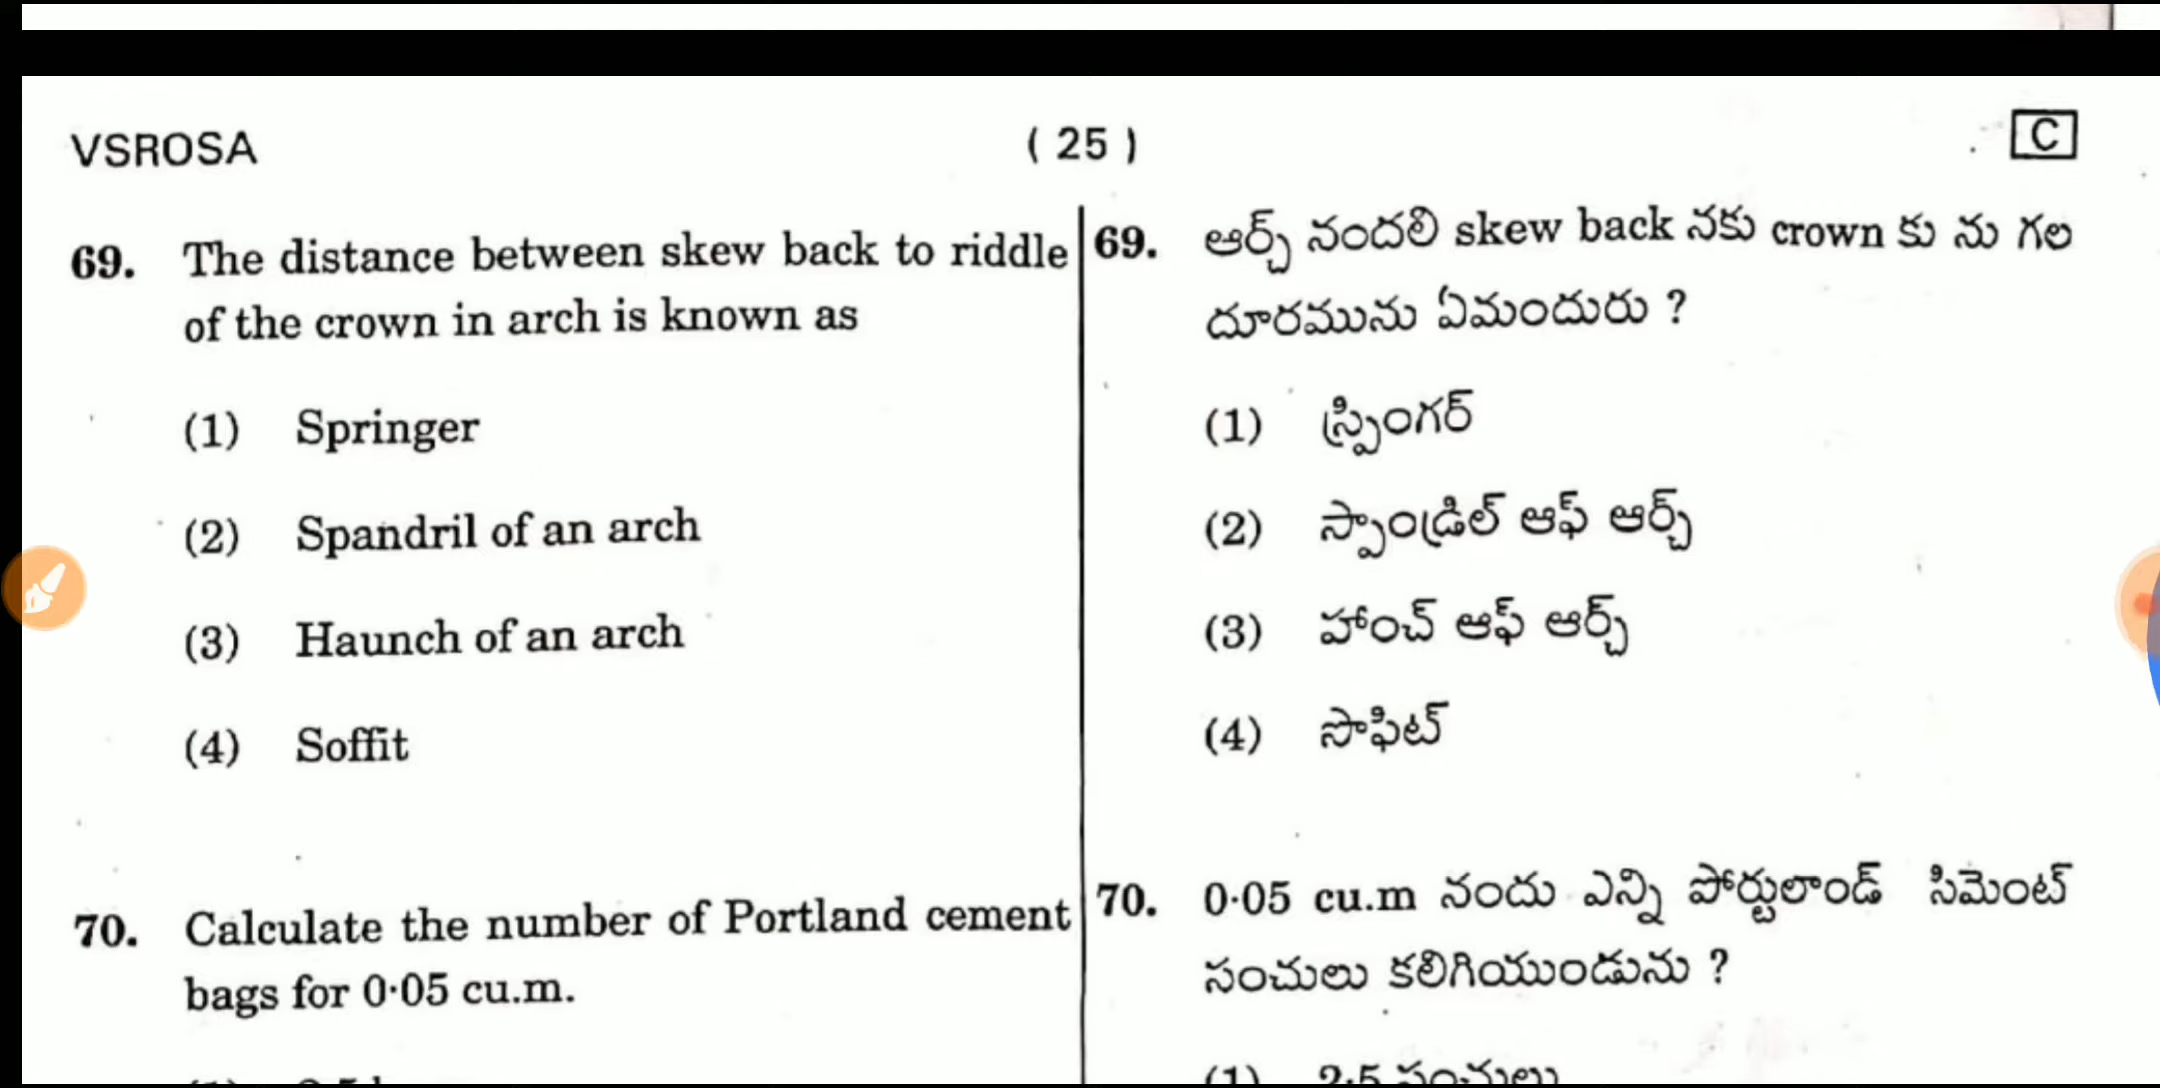 VSROSA
( 25 )
C
69. The distance between skew back to riddle
of the crown in arch is known as
(1) Springer
(2) Spandril of an arch
(3) Haunch of an arch
(4) Soffit
70. Calculate the number of Portland cement
bags for 0·05 cu.m.
69. ఆర్చ్ నందలి skew back నకు crown కు ను గల
దూరమును ఏమందురు ?
(1) స్ప్రింగర్
(2) స్పాండ్రిల్ ఆఫ్ ఆర్చ్
(3) హాంచ్ ఆఫ్ ఆర్చ్
(4) సొఫిట్
70. 0·05 cu.m నందు ఎన్ని పోర్ట్లులాండ్ సిమెంట్
సంచులు కలిగియుండును ?
(1) 2·5 సంచులు